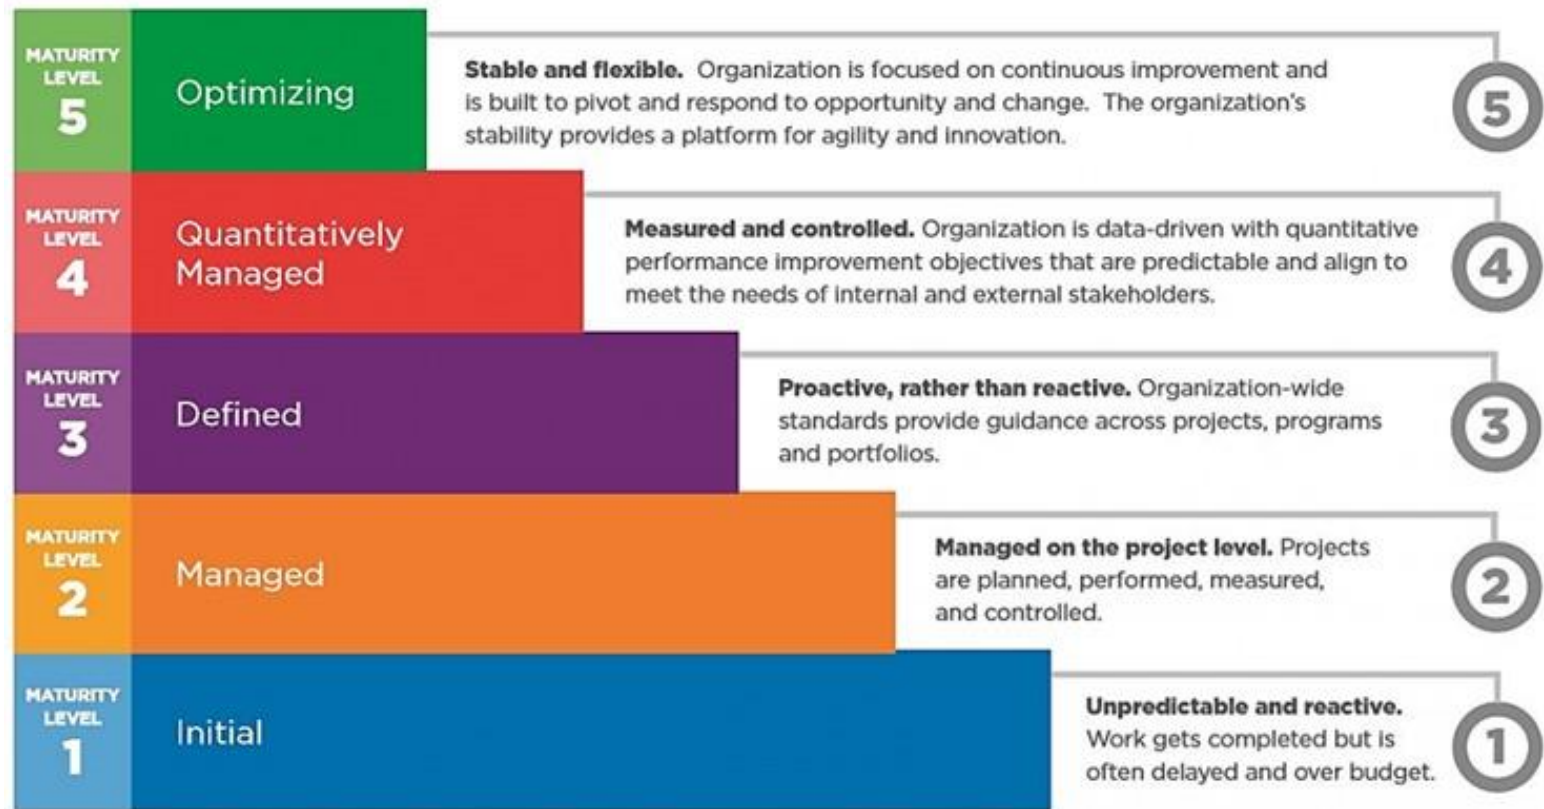 MATURITY
LEVEL
5
Optimizing
Stable and flexible. Organization is focused on continuous improvement and
is built to pivot and respond to opportunity and change. The organization's
stability provides a platform for agility and innovation.
5
MATURITY
LEVEL
4
Quantitatively
Managed
Measured and controlled. Organization is data-driven with quantitative
performance improvement objectives that are predictable and align to
meet the needs of internal and external stakeholders.
4
MATURITY
LEVEL
3
Defined
Proactive, rather than reactive. Organization-wide
standards provide guidance across projects, programs
and portfolios.
3
MATURITY
LEVEL
2
Managed
Managed on the project level. Projects
are planned, performed, measured,
and controlled.
2
MATURITY
LEVEL
1
Initial
Unpredictable and reactive.
Work gets completed but is
often delayed and over budget.
1